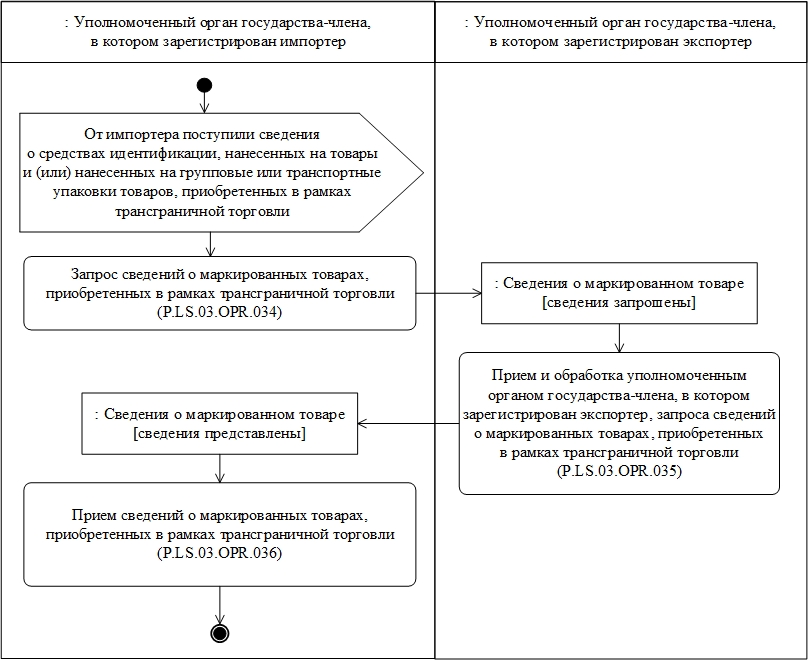 : Уполномоченный орган государства-члена,
в котором зарегистрирован импортер
: Уполномоченный орган государства-члена,
в котором зарегистрирован экспортер
От импортера поступили сведения
о средствах идентификации, нанесенных на товары
и (или) нанесенных на групповые или транспортные
упаковки товаров, приобретенных в рамках
трансграничной торговли
Запрос сведений о маркированных товарах,
приобретенных в рамках трансграничной торговли
(P.LS.03.OPR.034)
: Сведения о маркированном товаре
[сведения запрошены]
Прием и обработка уполномоченным
органом государства-члена, в котором
зарегистрирован экспортер, запроса сведений
о маркированных товарах, приобретенных
в рамках трансграничной торговли
(P.LS.03.OPR.035)
: Сведения о маркированном товаре
[сведения представлены]
Прием сведений о маркированных товарах,
приобретенных в рамках трансграничной торговли
(P.LS.03.OPR.036)